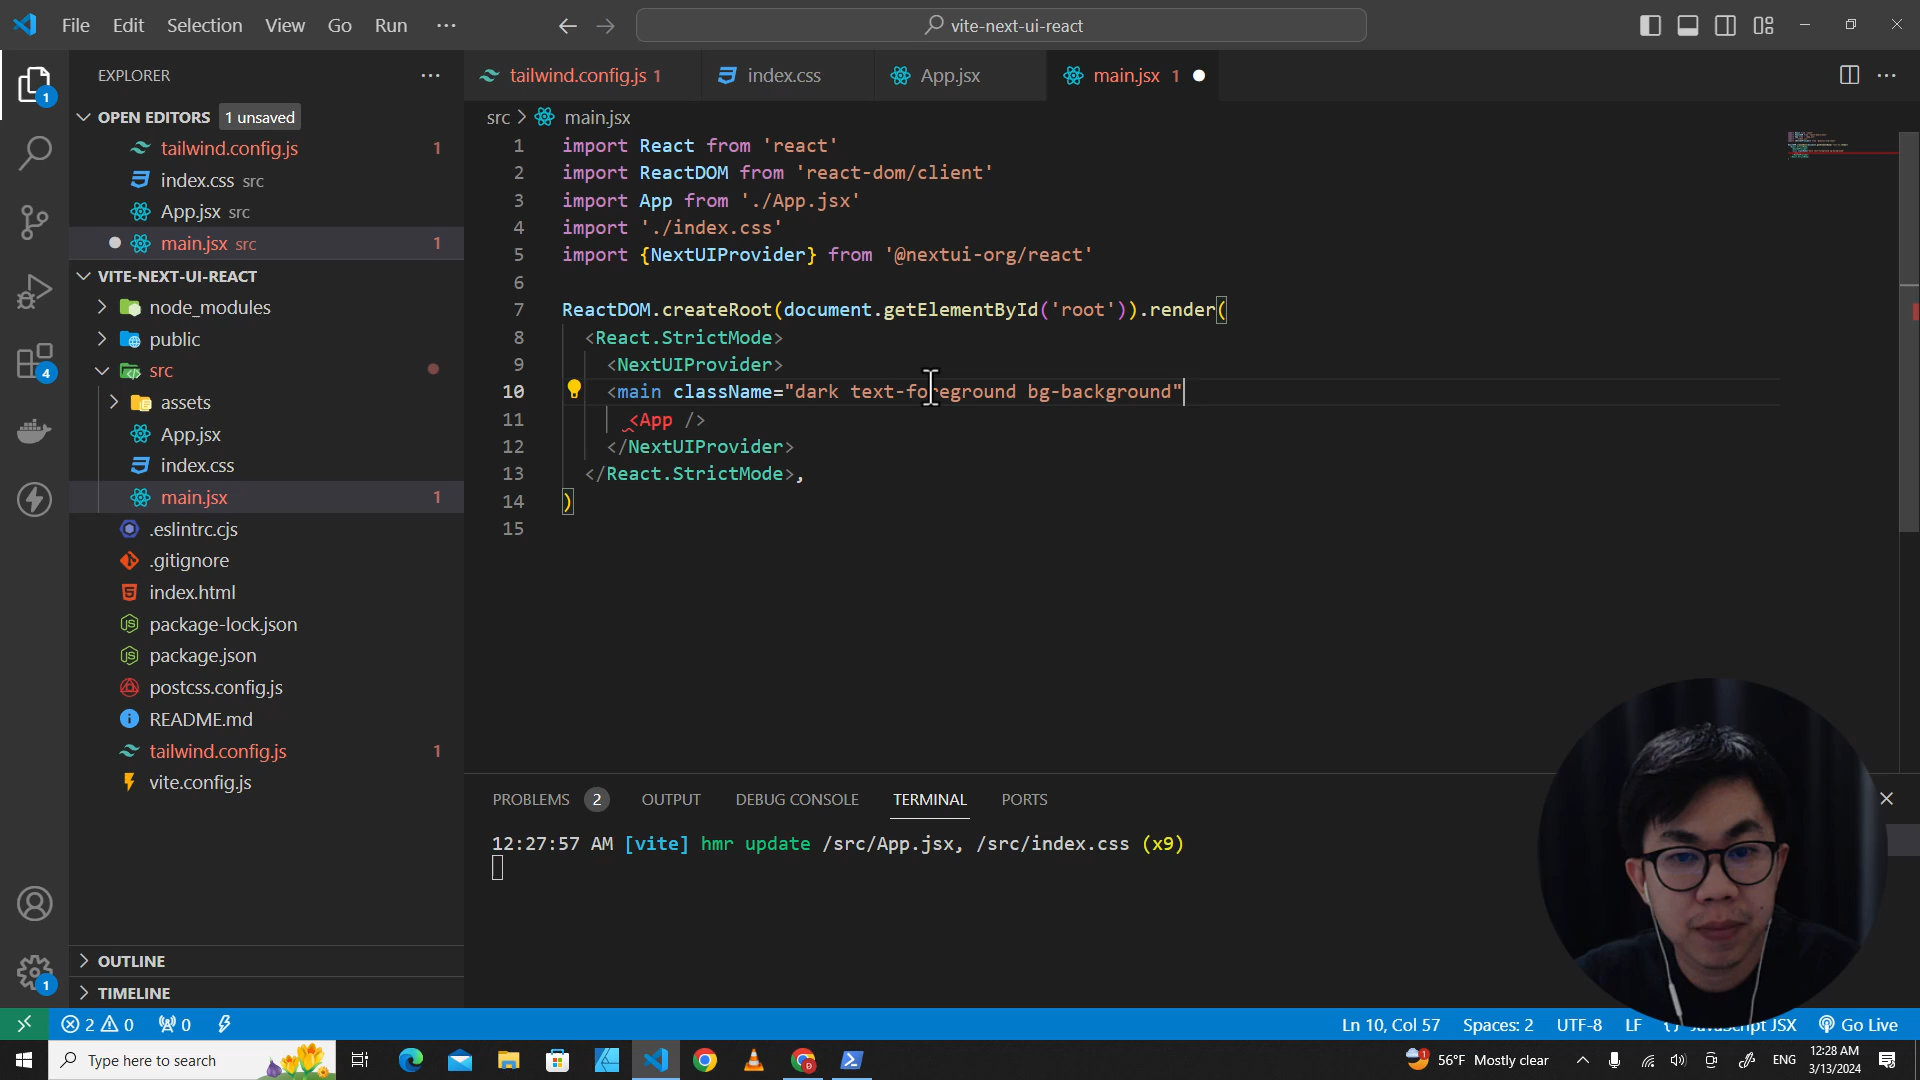 File Edit Selection View Go Run ···
vite-next-ui-react
EXPLORER ···
OPEN EDITORS 1 unsaved
tailwind.config.js 1
index.css src
App.jsx src
main.jsx src 1
VITE-NEXT-UI-REACT
node_modules
public
src
assets
App.jsx
index.css
main.jsx 1
.eslintrc.cjs
.gitignore
index.html
package-lock.json
package.json
postcss.config.js
README.md
tailwind.config.js 1
vite.config.js
OUTLINE
TIMELINE
1
4
1
tailwind.config.js 1 index.css App.jsx main.jsx 1
src > main.jsx
1 import React from 'react'
2 import ReactDOM from 'react-dom/client'
3 import App from './App.jsx'
4 import './index.css'
5 import {NextUIProvider} from '@nextui-org/react'
6
7 ReactDOM.createRoot(document.getElementById('root')).render(
8 <React.StrictMode>
9 <NextUIProvider>
10 <main className="dark text-foreground bg-background"
11 <App />
12 </NextUIProvider>
13 </React.StrictMode>,
14 )
15
PROBLEMS 2 OUTPUT DEBUG CONSOLE TERMINAL PORTS
12:27:57 AM [vite] hmr update /src/App.jsx, /src/index.css (x9)
2 0 0 Ln 10, Col 57 Spaces: 2 UTF-8 LF JavaScript JSX Go Live
Type here to search 56°F Mostly clear ENG 12:28 AM
3/13/2024